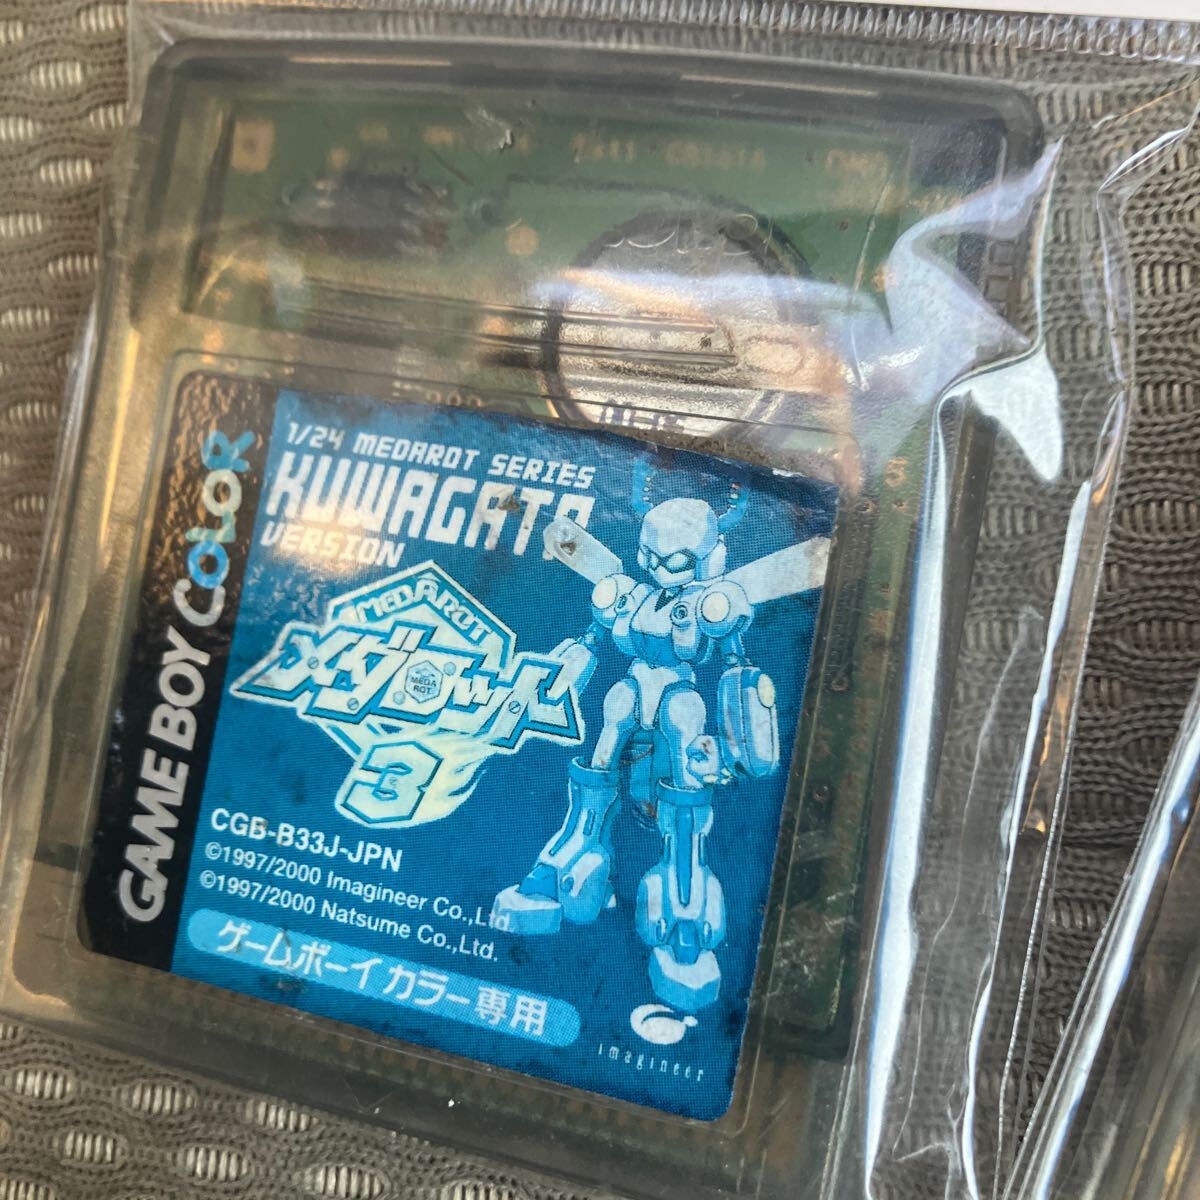 GAME BOY COLOR
1/24 MEDAROT SERIES
KUWAGATA
VERSION
MEDAROT
メダロット
MEDA
ROT
3
CGB-B33J-JPN
©1997/2000 Imagineer Co.,Ltd.
©1997/2000 Natsume Co.,Ltd.
ゲームボーイカラー専用
imagineer